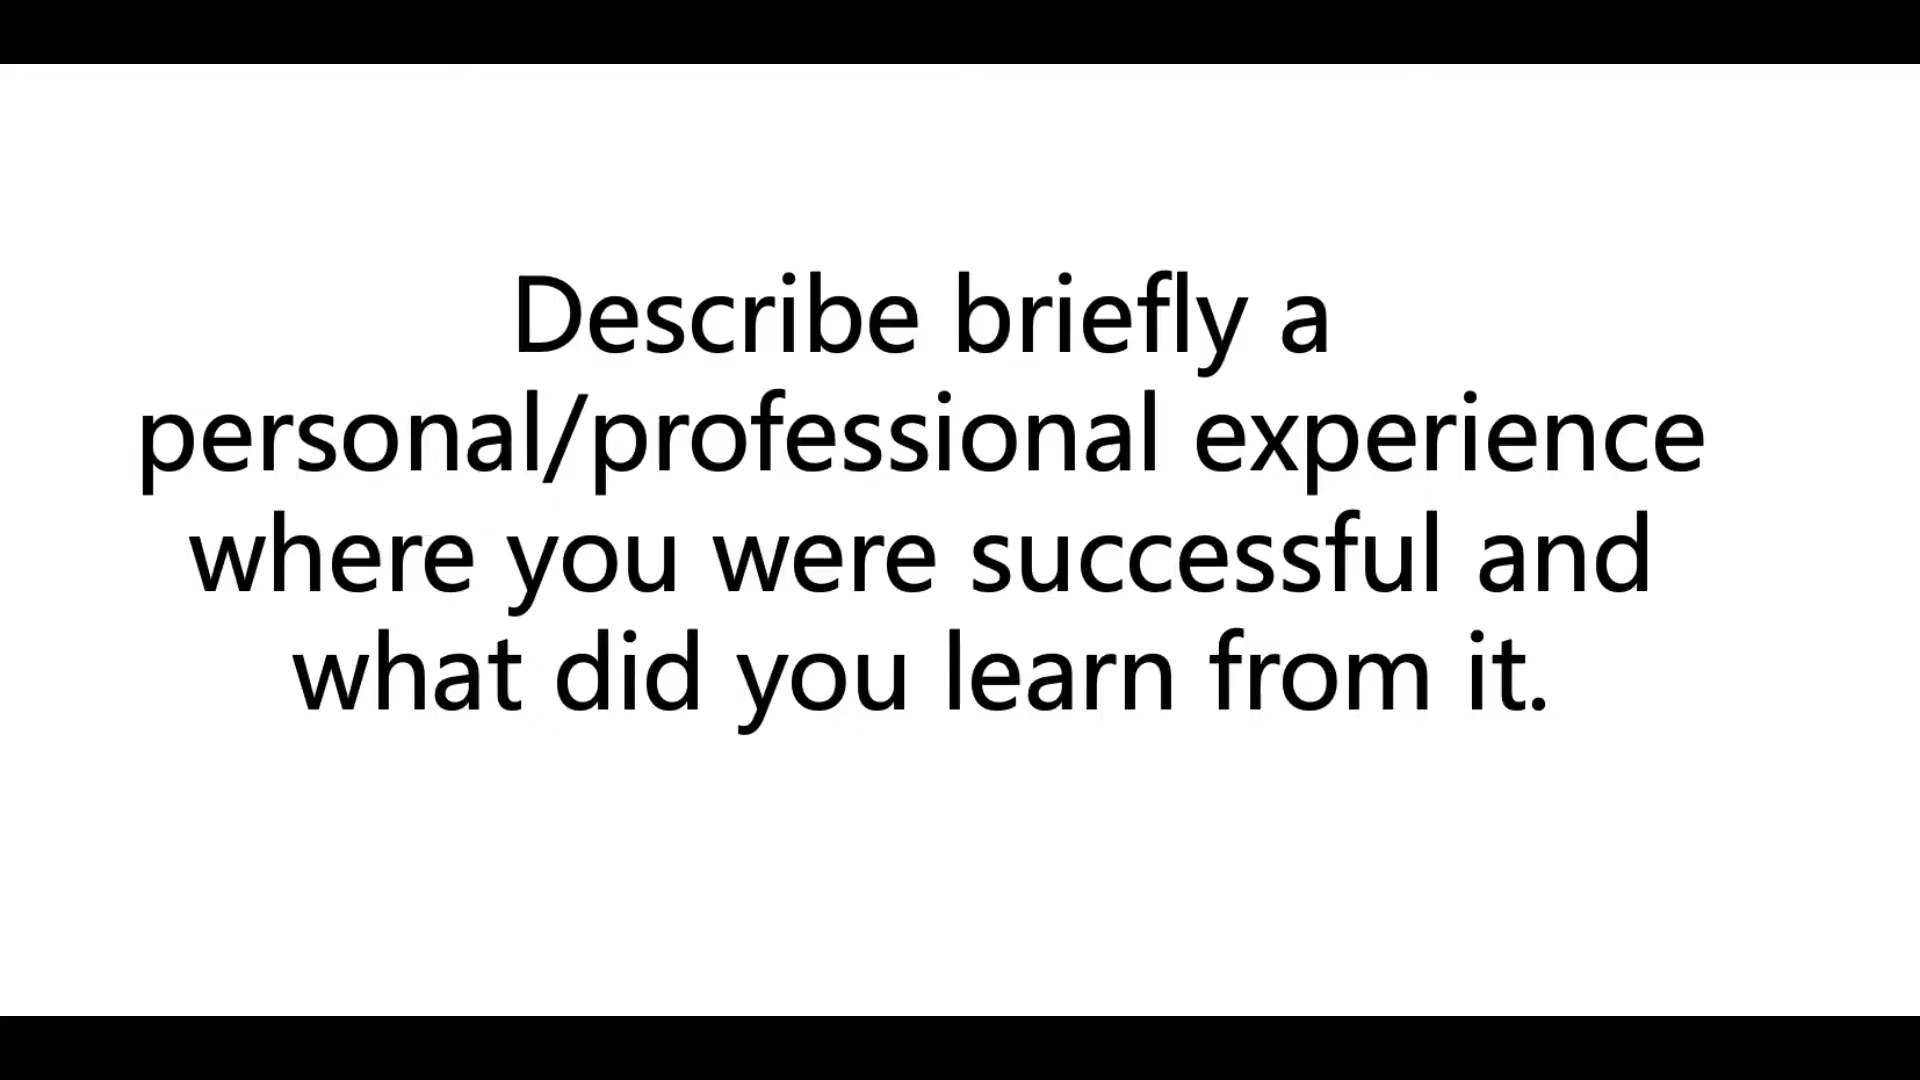 Describe briefly a
personal/professional experience
where you were successful and
what did you learn from it.